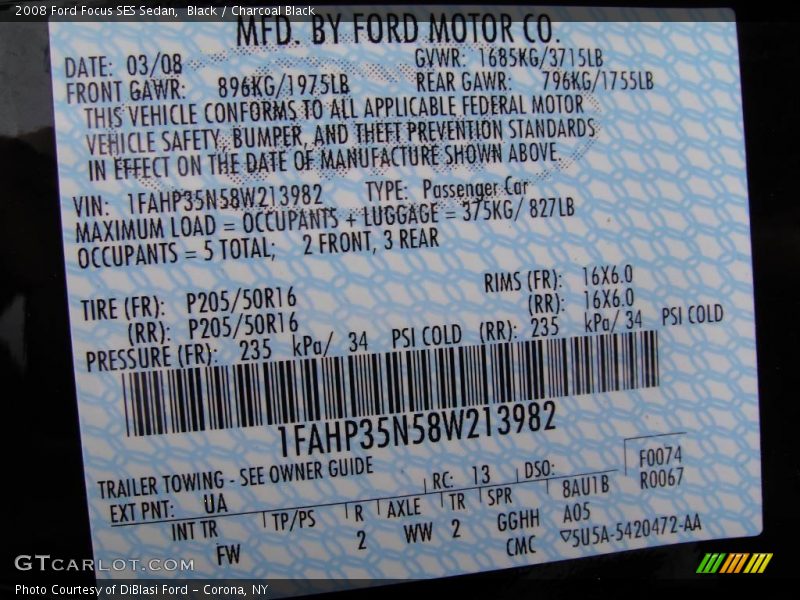 2008 Ford Focus SES Sedan,  Black / Charcoal Black
MFD. BY FORD MOTOR CO.
DATE: 03/08 GVWR: 1685KG/3715LB
FRONT GAWR: 896KG/1975LB REAR GAWR: 796KG/1755LB
THIS VEHICLE CONFORMS TO ALL APPLICABLE FEDERAL MOTOR
VEHICLE SAFETY, BUMPER, AND THEFT PREVENTION STANDARDS
IN EFFECT ON THE DATE OF MANUFACTURE SHOWN ABOVE.
VIN: 1FAHP35N58W213982 TYPE: Passenger Car
MAXIMUM LOAD = OCCUPANTS + LUGGAGE = 375KG/ 827LB
OCCUPANTS = 5 TOTAL; 2 FRONT, 3 REAR
TIRE (FR): P205/50R16 RIMS (FR): 16X6.0
(RR): P205/50R16 (RR): 16X6.0
PRESSURE (FR): 235 kPa/ 34 PSI COLD (RR): 235 kPa/ 34 PSI COLD
1FAHP35N58W213982
TRAILER TOWING - SEE OWNER GUIDE RC: 13 DSO: F0074
EXT PNT: UA R0067
INT TR TP/PS R AXLE TR SPR 8AU1B
FW 2 WW 2 GGHH A05
CMC ▽5U5A-5420472-AA
GTCARLOT.COM
Photo Courtesy of DiBlasi Ford - Corona, NY